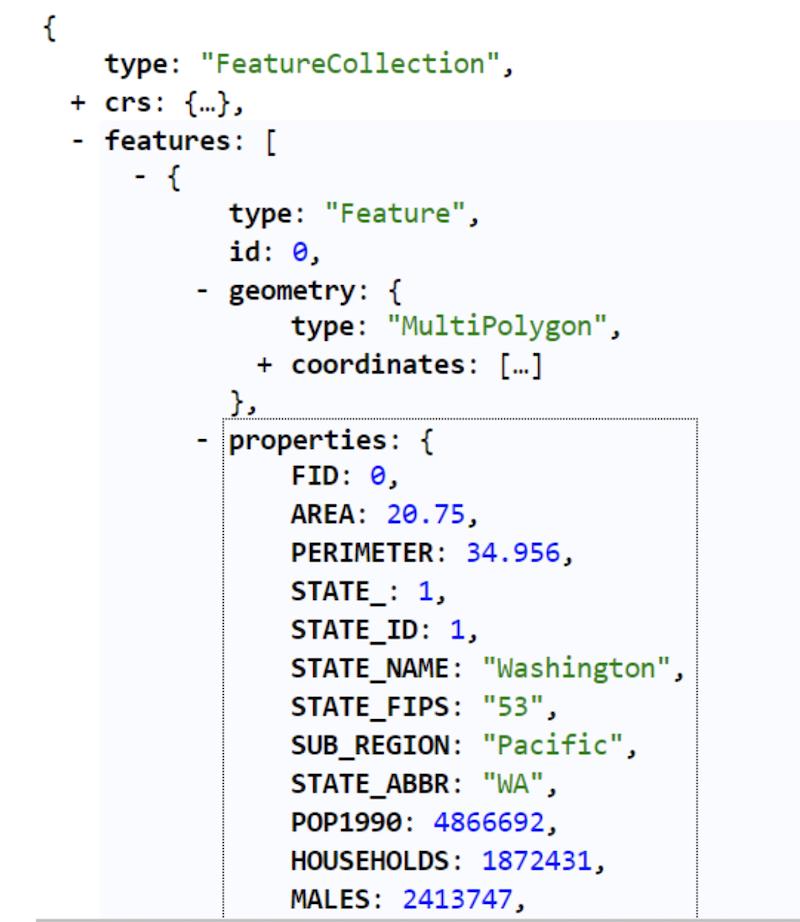 {
type: "FeatureCollection",
+ crs: {…},
- features: [
- {
type: "Feature",
id: 0,
- geometry: {
type: "MultiPolygon",
+ coordinates: […]
},
- properties: {
FID: 0,
AREA: 20.75,
PERIMETER: 34.956,
STATE_: 1,
STATE_ID: 1,
STATE_NAME: "Washington",
STATE_FIPS: "53",
SUB_REGION: "Pacific",
STATE_ABBR: "WA",
POP1990: 4866692,
HOUSEHOLDS: 1872431,
MALES: 2413747,